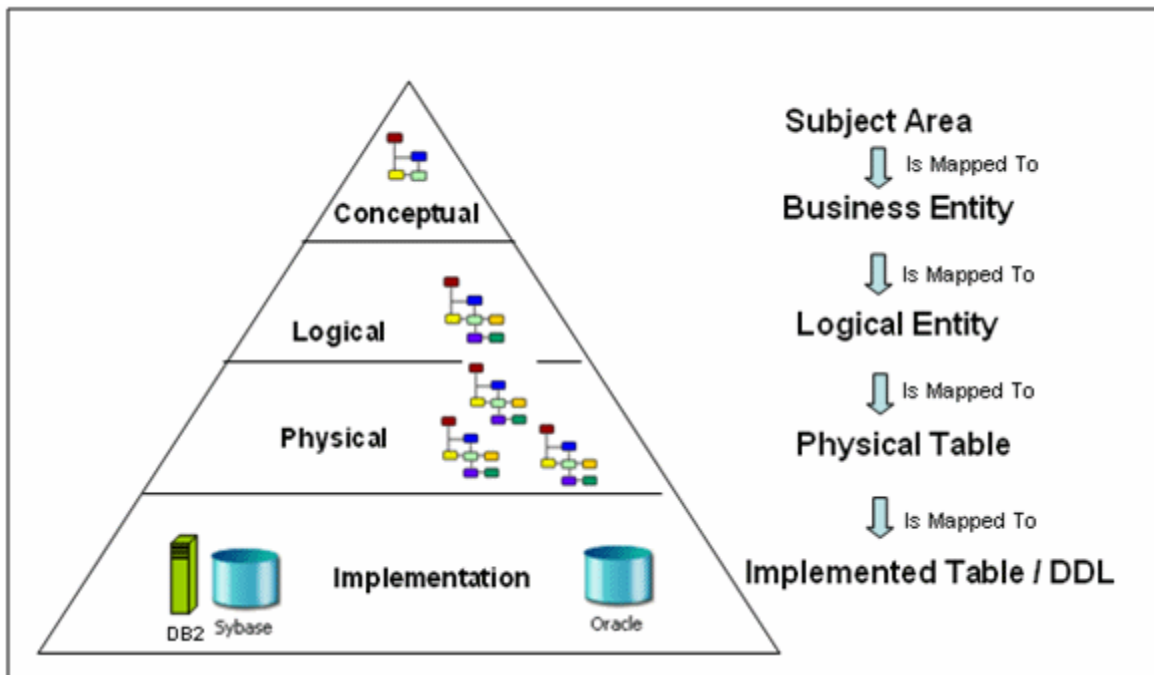 Subject Area
Is Mapped To
Conceptual
Business Entity
Is Mapped To
Logical
Logical Entity
Is Mapped To
Physical
Physical Table
Is Mapped To
Implementation
Implemented Table / DDL
DB2
Sybase
Oracle